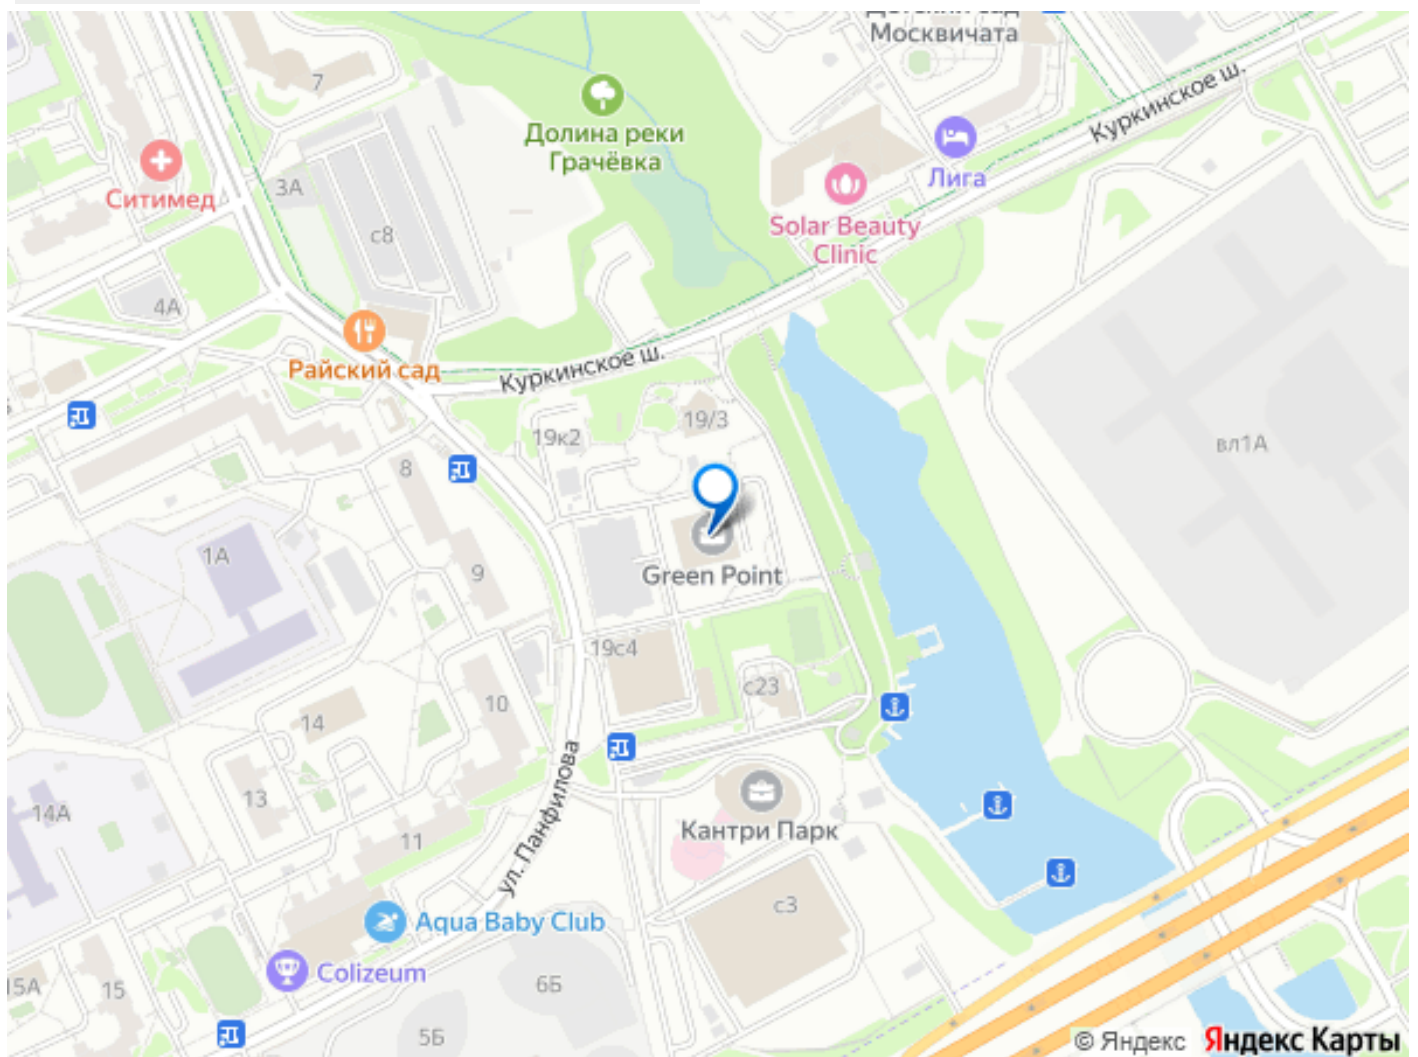 Москвичата
7
Куркинское ш.
Долина реки
Грачёвка
Лига
Ситимед
3А
Solar Beauty
Clinic
с8
4А
Райский сад
Куркинское ш.
19к2
19/3
вл1А
8
1А
9
Green Point
19с4
с23
10
14
ул. Панфилова
13
14А
11
Кантри Парк
с3
Aqua Baby Club
Colizeum
15А
15
6Б
5Б
© Яндекс Яндекс Карты